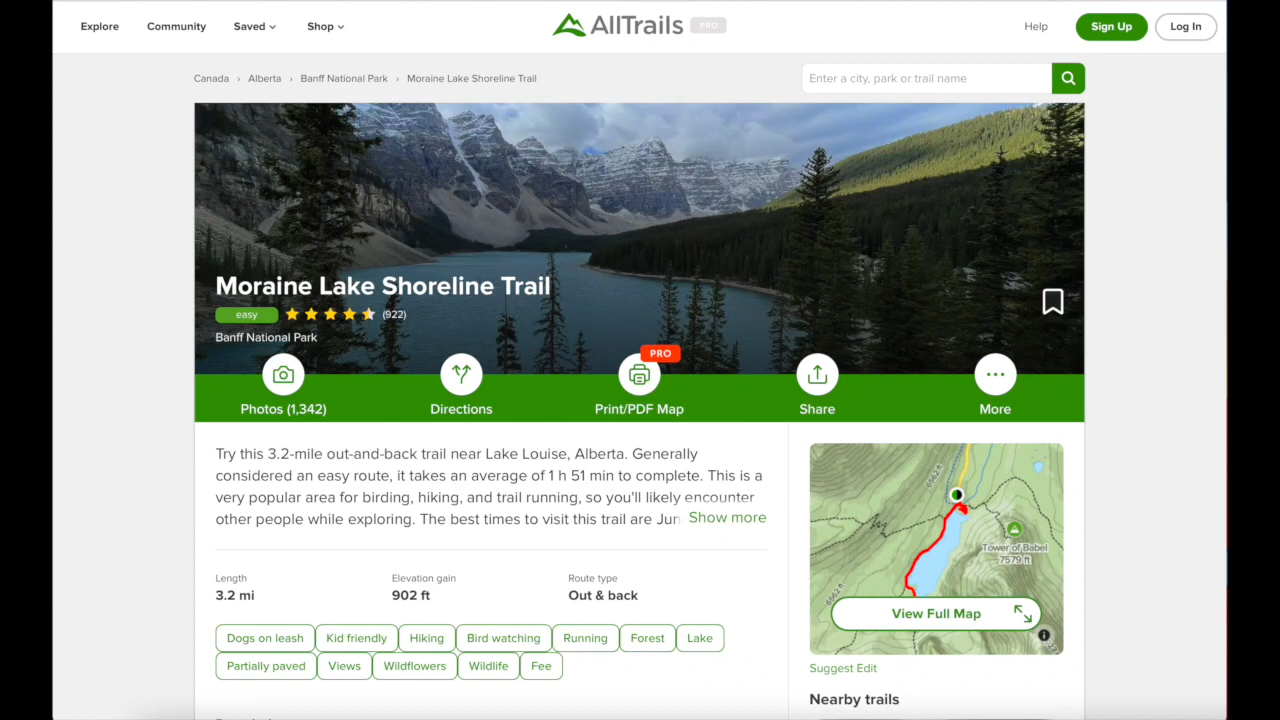 Explore Community Saved Shop AllTrails PRO Help Sign Up Log In
Canada › Alberta › Banff National Park › Moraine Lake Shoreline Trail Enter a city, park or trail name
Moraine Lake Shoreline Trail
easy (922)
Banff National Park
PRO
Photos (1,342) Directions Print/PDF Map Share More
Try this 3.2-mile out-and-back trail near Lake Louise, Alberta. Generally
considered an easy route, it takes an average of 1 h 51 min to complete. This is a
very popular area for birding, hiking, and trail running, so you'll likely encounter
other people while exploring. The best times to visit this trail are Jun Show more
Length Elevation gain Route type
3.2 mi 902 ft Out & back
Dogs on leash Kid friendly Hiking Bird watching Running Forest Lake
Partially paved Views Wildflowers Wildlife Fee
6562 ft
Tower of Babel
7579 ft
6562 ft
View Full Map
Suggest Edit
Nearby trails